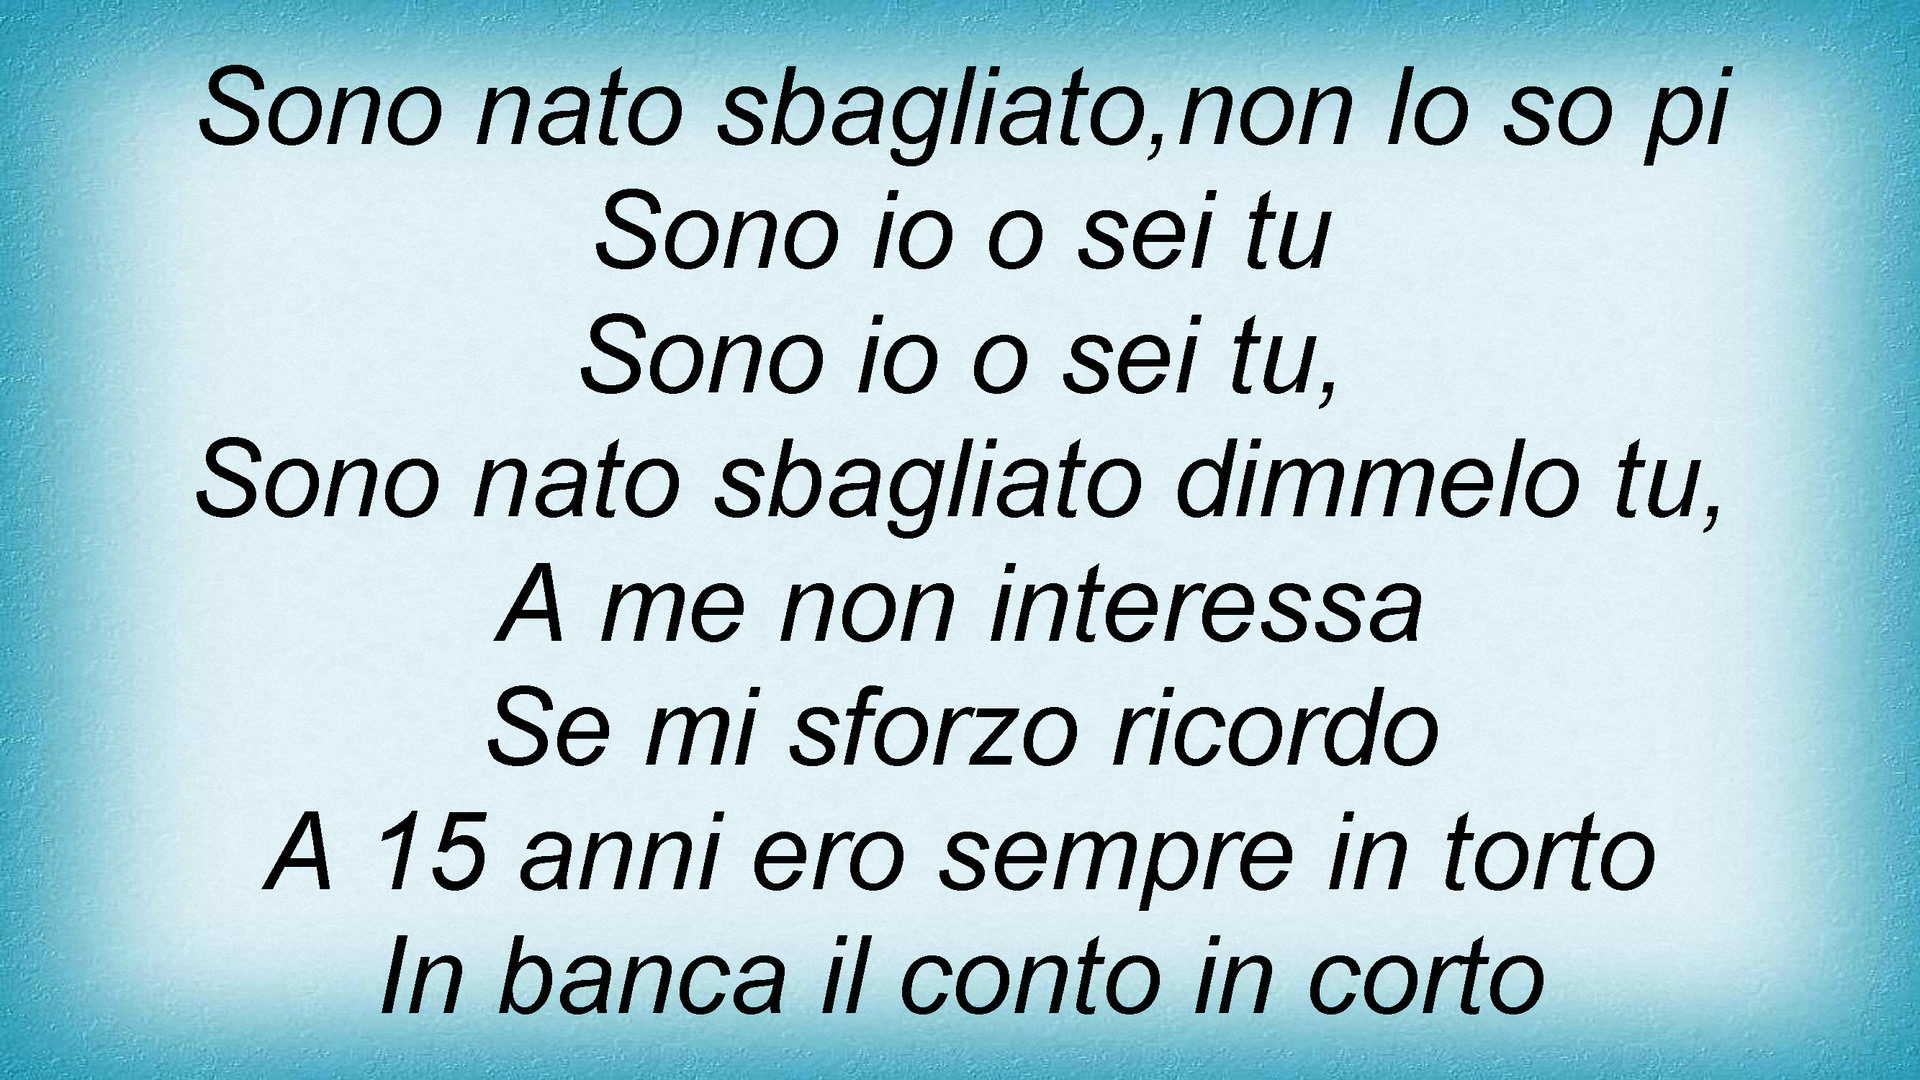 Sono nato sbagliato,non lo so pi
Sono io o sei tu
Sono io o sei tu,
Sono nato sbagliato dimmelo tu,
A me non interessa
Se mi sforzo ricordo
A 15 anni ero sempre in torto
In banca il conto in corto